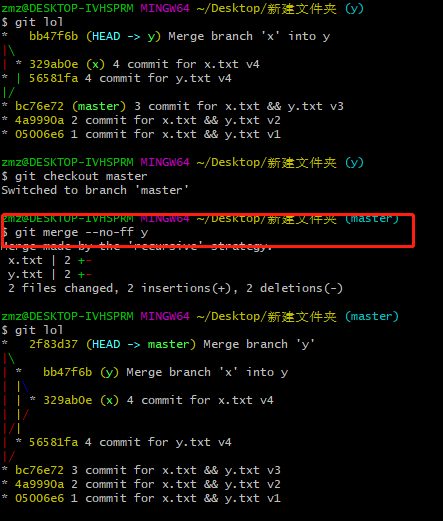 zmz@DESKTOP-IVHSPRM MINGW64 ~/Desktop/新建文件夹 (y)
$ git lol
*   bb47f6b (HEAD -> y) Merge branch 'x' into y
|\
| * 329ab0e (x) 4 commit for x.txt v4
* | 56581fa 4 commit for y.txt v4
|/
* bc76e72 (master) 3 commit for x.txt && y.txt v3
* 4a9990a 2 commit for x.txt && y.txt v2
* 05006e6 1 commit for x.txt && y.txt v1
zmz@DESKTOP-IVHSPRM MINGW64 ~/Desktop/新建文件夹 (y)
$ git checkout master
Switched to branch 'master'
zmz@DESKTOP-IVHSPRM MINGW64 ~/Desktop/新建文件夹 (master)
$ git merge --no-ff y
Merge made by the 'recursive' strategy.
 x.txt | 2 +-
 y.txt | 2 +-
 2 files changed, 2 insertions(+), 2 deletions(-)
zmz@DESKTOP-IVHSPRM MINGW64 ~/Desktop/新建文件夹 (master)
$ git lol
*   2f83d37 (HEAD -> master) Merge branch 'y'
|\
| *   bb47f6b (y) Merge branch 'x' into y
| |\
| | * 329ab0e (x) 4 commit for x.txt v4
| |/
|/|
| * 56581fa 4 commit for y.txt v4
|/
* bc76e72 3 commit for x.txt && y.txt v3
* 4a9990a 2 commit for x.txt && y.txt v2
* 05006e6 1 commit for x.txt && y.txt v1